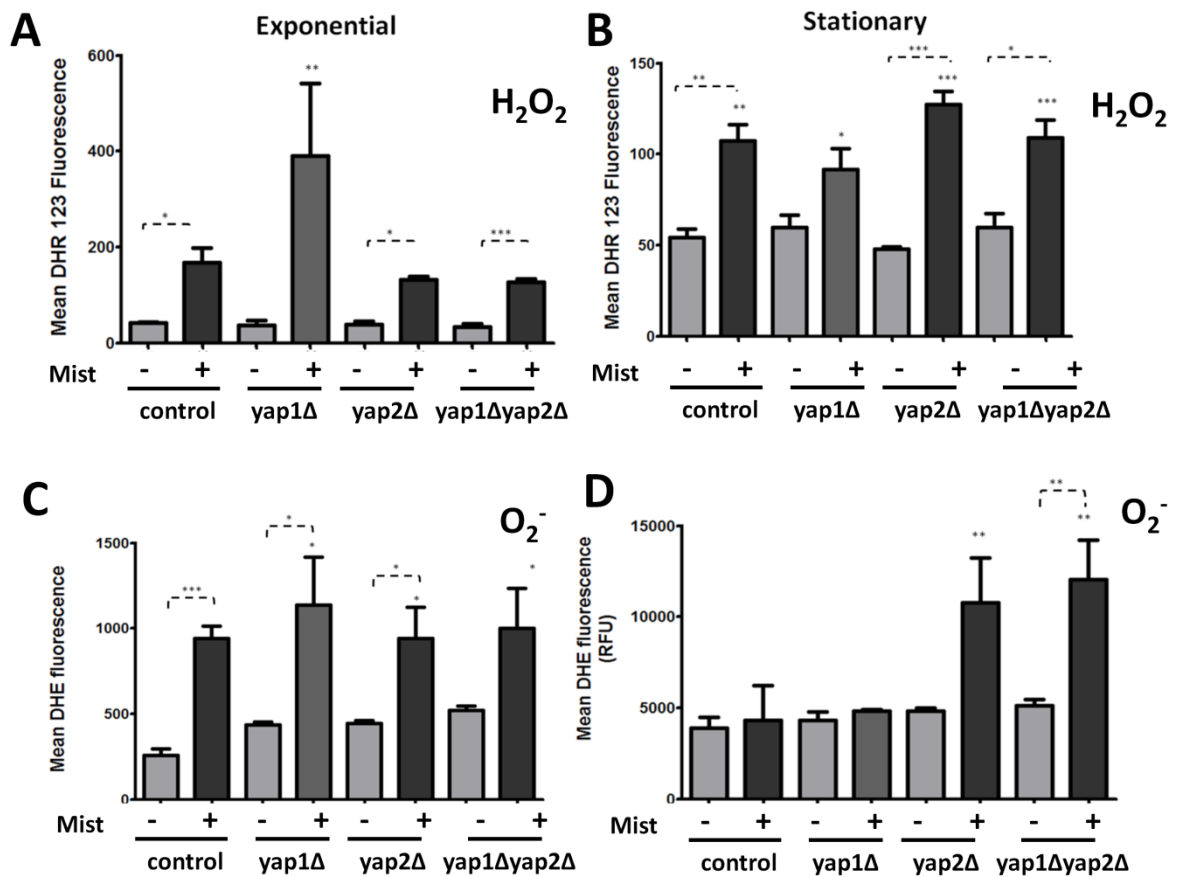 A
Exponential
Mean DHR 123 Fluorescence
600
400
200
0
*
**
*
***
H₂O₂
Mist - + - + - + - +
control yap1Δ yap2Δ yap1Δyap2Δ
B
Stationary
Mean DHR 123 Fluorescence
150
100
50
0
**
**
*
***
***
*
***
H₂O₂
Mist - + - + - + - +
control yap1Δ yap2Δ yap1Δyap2Δ
C
Mean DHE fluorescence
1500
1000
500
0
***
*
*
*
*
*
O₂⁻
Mist - + - + - + - +
control yap1Δ yap2Δ yap1Δyap2Δ
D
Mean DHE fluorescence
(RFU)
15000
10000
5000
0
**
**
**
O₂⁻
Mist - + - + - + - +
control yap1Δ yap2Δ yap1Δyap2Δ